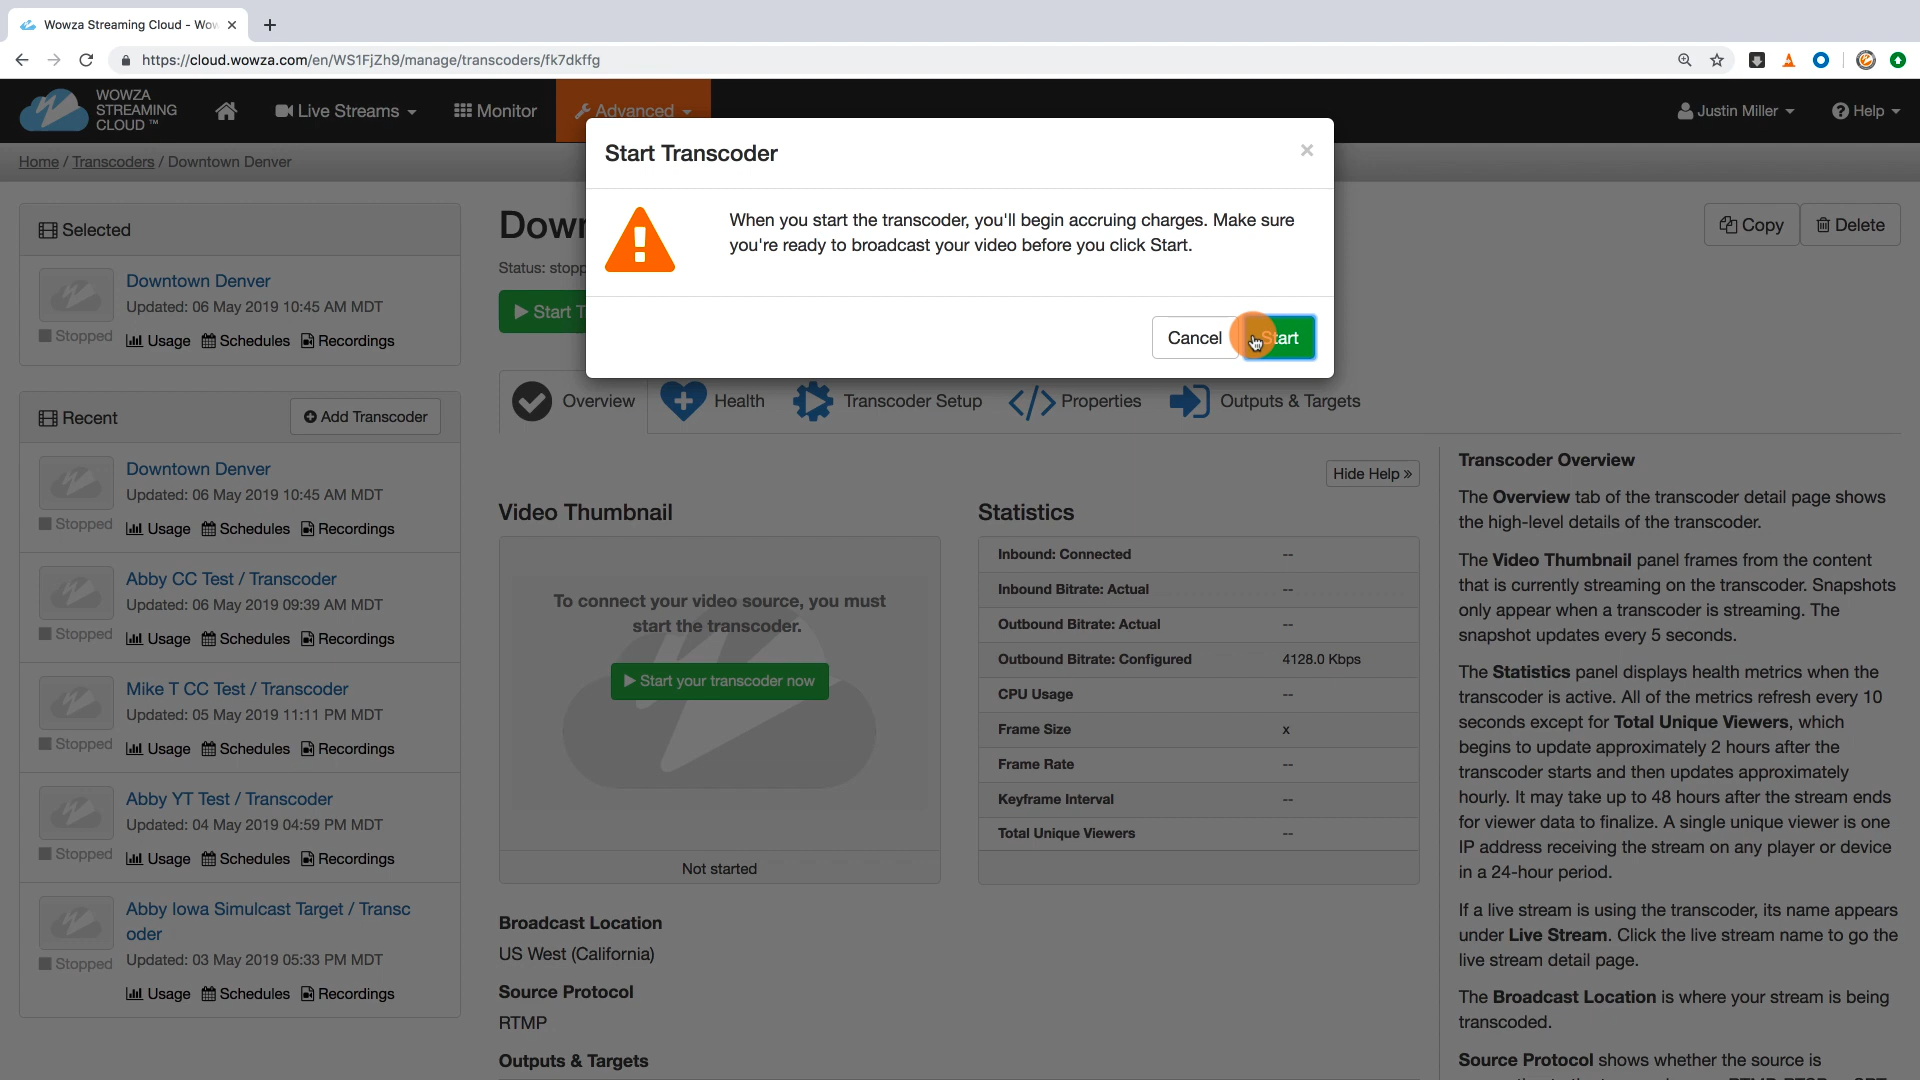 Wowza Streaming Cloud - Wow
https://cloud.wowza.com/en/WS1FjZh9/manage/transcoders/fk7dkffg
WOWZA
STREAMING
CLOUD™
Live Streams
Monitor
Advanced
Justin Miller
Help
Home / Transcoders / Downtown Denver
Start Transcoder
×
When you start the transcoder, you'll begin accruing charges. Make sure
you're ready to broadcast your video before you click Start.
Cancel
Start
Selected
Downtown Denver
Updated: 06 May 2019 10:45 AM MDT
Stopped
Usage Schedules Recordings
Recent
Add Transcoder
Downtown Denver
Updated: 06 May 2019 10:45 AM MDT
Stopped
Usage Schedules Recordings
Abby CC Test / Transcoder
Updated: 06 May 2019 09:39 AM MDT
Stopped
Usage Schedules Recordings
Mike T CC Test / Transcoder
Updated: 05 May 2019 11:11 PM MDT
Stopped
Usage Schedules Recordings
Abby YT Test / Transcoder
Updated: 04 May 2019 04:59 PM MDT
Stopped
Usage Schedules Recordings
Abby Iowa Simulcast Target / Transc
oder
Updated: 03 May 2019 05:33 PM MDT
Stopped
Usage Schedules Recordings
Down
Status: stopp
Start T
Copy
Delete
Overview
Health
Transcoder Setup
Properties
Outputs & Targets
Hide Help »
Video Thumbnail
To connect your video source, you must
start the transcoder.
Start your transcoder now
Not started
Statistics
Inbound: Connected --
Inbound Bitrate: Actual --
Outbound Bitrate: Actual --
Outbound Bitrate: Configured 4128.0 Kbps
CPU Usage --
Frame Size x
Frame Rate --
Keyframe Interval --
Total Unique Viewers --
Broadcast Location
US West (California)
Source Protocol
RTMP
Outputs & Targets
Transcoder Overview
The Overview tab of the transcoder detail page shows
the high-level details of the transcoder.
The Video Thumbnail panel frames from the content
that is currently streaming on the transcoder. Snapshots
only appear when a transcoder is streaming. The
snapshot updates every 5 seconds.
The Statistics panel displays health metrics when the
transcoder is active. All of the metrics refresh every 10
seconds except for Total Unique Viewers, which
begins to update approximately 2 hours after the
transcoder starts and then updates approximately
hourly. It may take up to 48 hours after the stream ends
for viewer data to finalize. A single unique viewer is one
IP address receiving the stream on any player or device
in a 24-hour period.
If a live stream is using the transcoder, its name appears
under Live Stream. Click the live stream name to go the
live stream detail page.
The Broadcast Location is where your stream is being
transcoded.
Source Protocol shows whether the source is